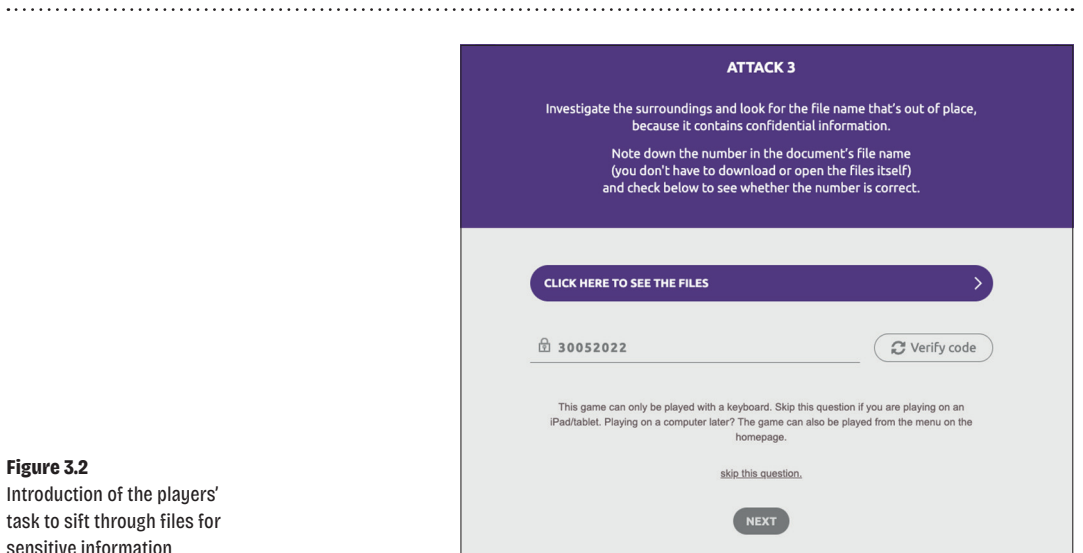 ATTACK 3
Investigate the surroundings and look for the file name that's out of place,
because it contains confidential information.
Note down the number in the document's file name
(you don't have to download or open the files itself)
and check below to see whether the number is correct.
CLICK HERE TO SEE THE FILES
30052022
Verify code
This game can only be played with a keyboard. Skip this question if you are playing on an
iPad/tablet. Playing on a computer later? The game can also be played from the menu on the
homepage.
skip this question.
NEXT
Figure 3.2
Introduction of the players'
task to sift through files for
sensitive information